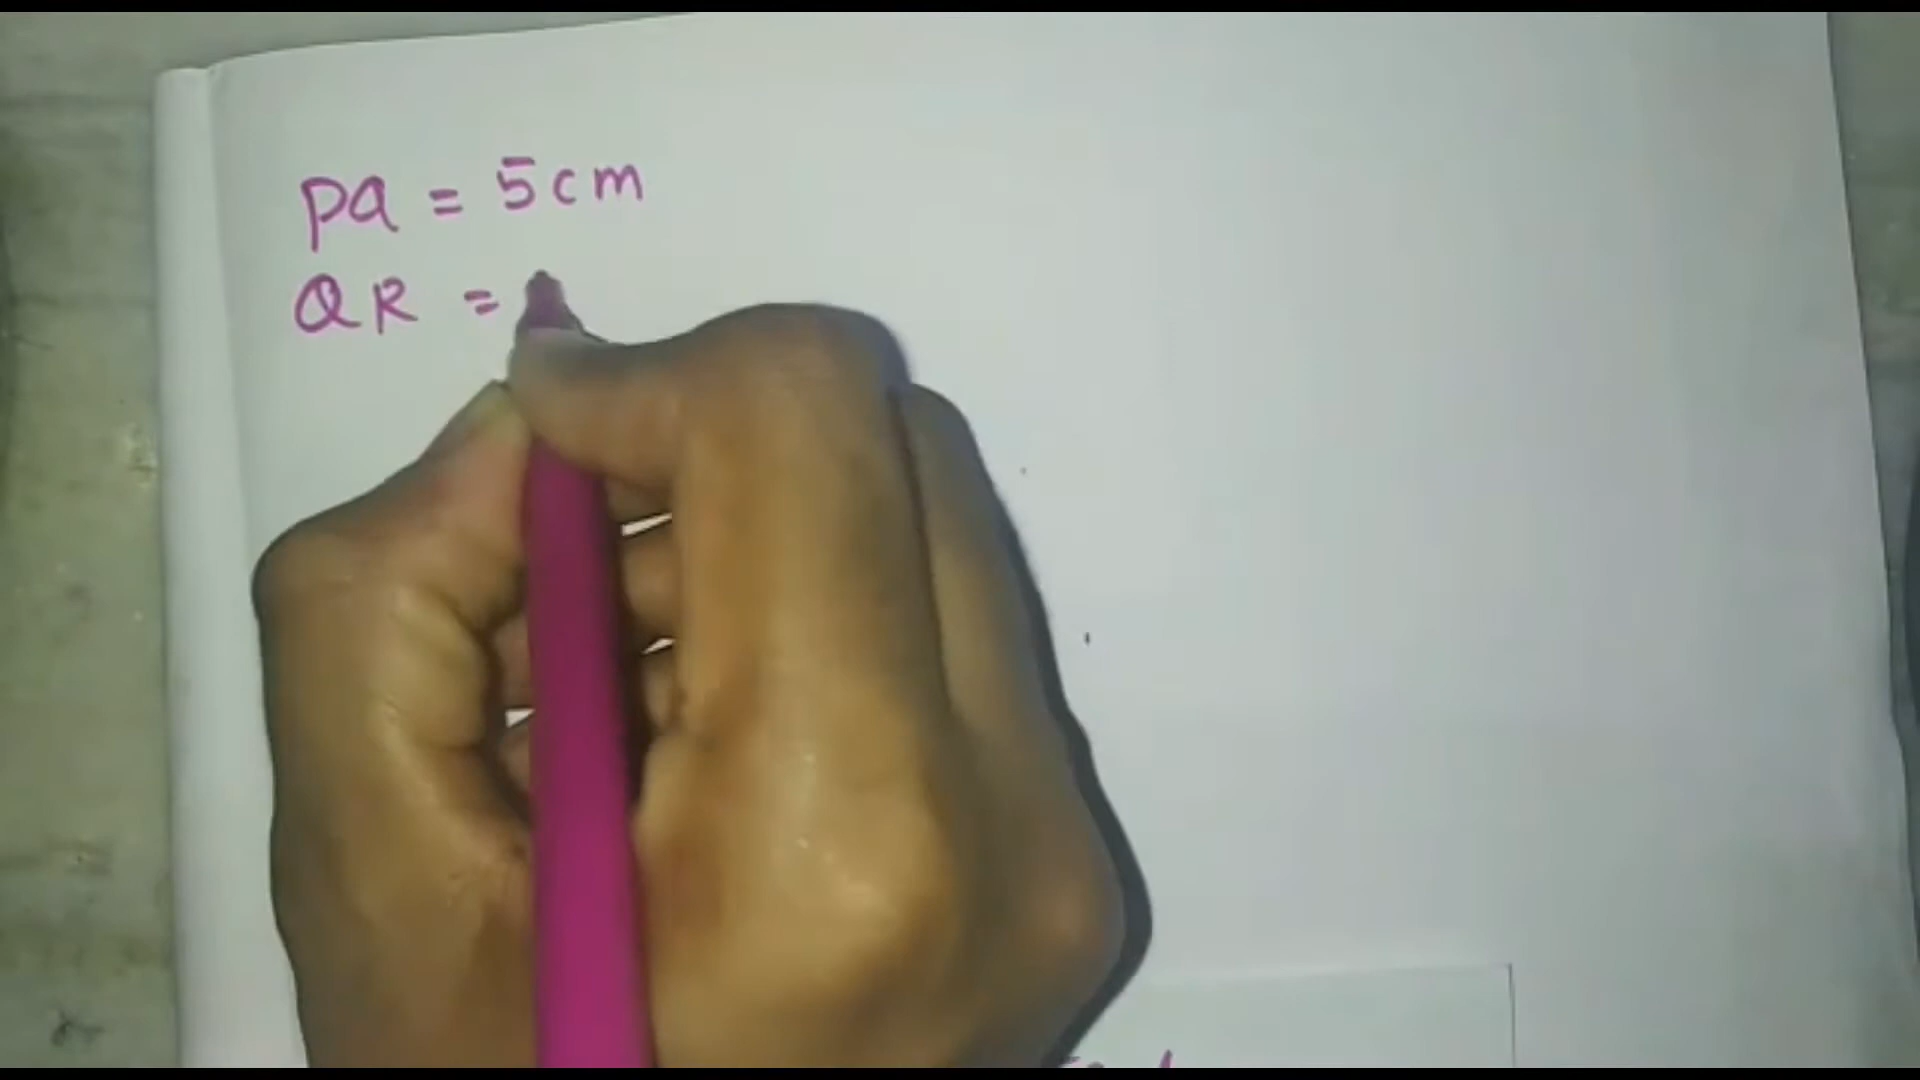 PQ = 5cm
QR =